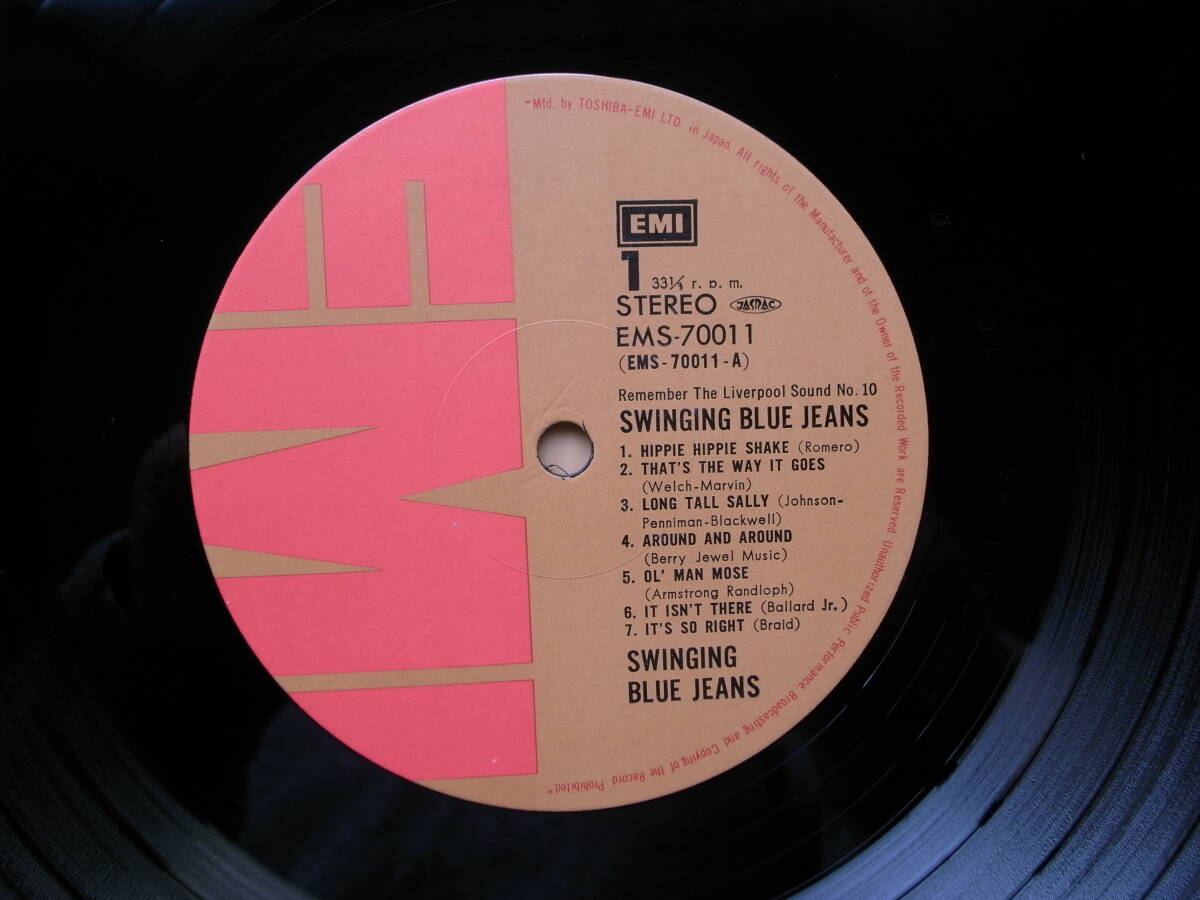 "Mfd. by TOSHIBA-EMI LTD. in Japan. All rights of the Manufacturer and of the Owner of the Recorded Work are Reserved. Unauthorized Public Performance, Broadcasting and Copying of the Record Prohibited."
EMI
EMI
1 33⅓ r. p. m.
STEREO JASRAC
EMS-70011
(EMS-70011-A)
Remember The Liverpool Sound No.10
SWINGING BLUE JEANS
1. HIPPIE HIPPIE SHAKE (Romero)
2. THAT'S THE WAY IT GOES
(Welch-Marvin)
3. LONG TALL SALLY (Johnson-
Penniman-Blackwell)
4. AROUND AND AROUND
(Berry Jewel Music)
5. OL' MAN MOSE
(Armstrong Randloph)
6. IT ISN'T THERE (Ballard Jr.)
7. IT'S SO RIGHT (Braid)
SWINGING
BLUE JEANS